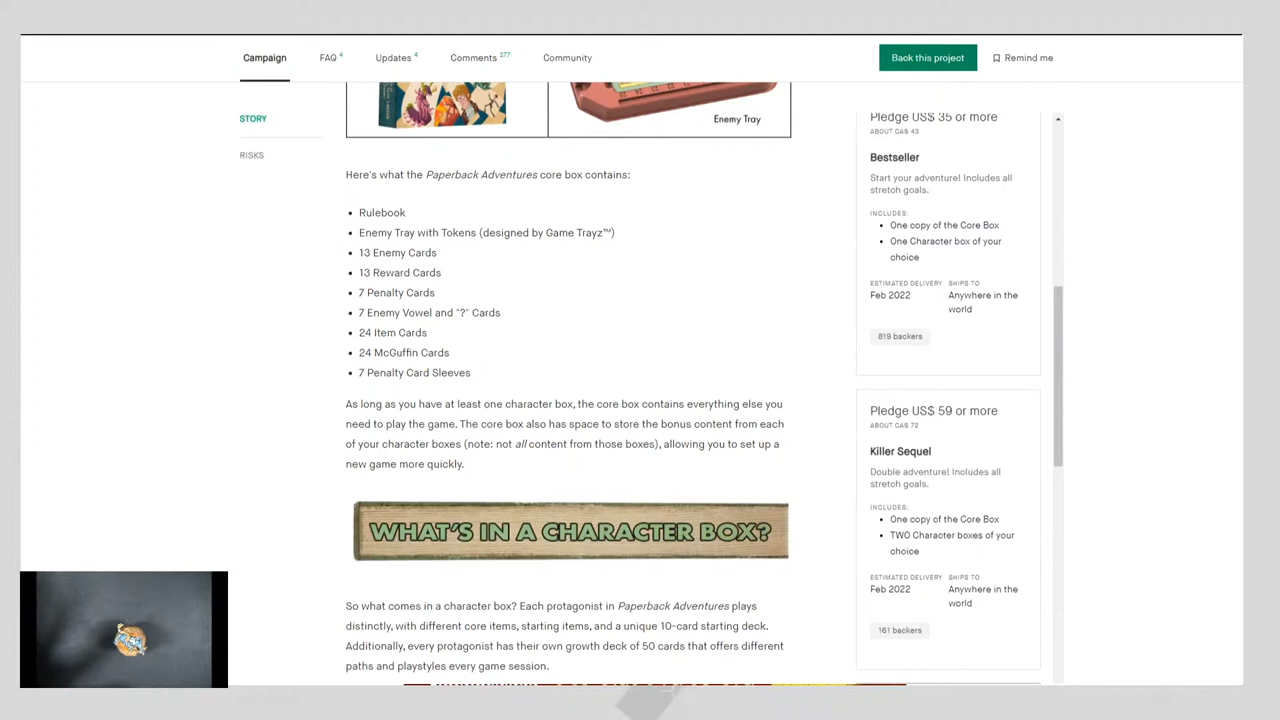 Campaign
FAQ 4
Updates 4
Comments 377
Community
Back this project
Remind me
STORY
RISKS
Enemy Tray
Here's what the Paperback Adventures core box contains:
• Rulebook
• Enemy Tray with Tokens (designed by Game Trayz™)
• 13 Enemy Cards
• 13 Reward Cards
• 7 Penalty Cards
• 7 Enemy Vowel and "?" Cards
• 24 Item Cards
• 24 McGuffin Cards
• 7 Penalty Card Sleeves
As long as you have at least one character box, the core box contains everything else you
need to play the game. The core box also has space to store the bonus content from each
of your character boxes (note: not all content from those boxes), allowing you to set up a
new game more quickly.
WHAT'S IN A CHARACTER BOX?
So what comes in a character box? Each protagonist in Paperback Adventures plays
distinctly, with different core items, starting items, and a unique 10-card starting deck.
Additionally, every protagonist has their own growth deck of 50 cards that offers different
paths and playstyles every game session.
Pledge US$ 35 or more
ABOUT CA$ 43
Bestseller
Start your adventure! Includes all
stretch goals.
INCLUDES:
• One copy of the Core Box
• One Character box of your
choice
ESTIMATED DELIVERY SHIPS TO
Feb 2022 Anywhere in the
world
819 backers
Pledge US$ 59 or more
ABOUT CA$ 72
Killer Sequel
Double adventure! Includes all
stretch goals.
INCLUDES:
• One copy of the Core Box
• TWO Character boxes of your
choice
ESTIMATED DELIVERY SHIPS TO
Feb 2022 Anywhere in the
world
161 backers